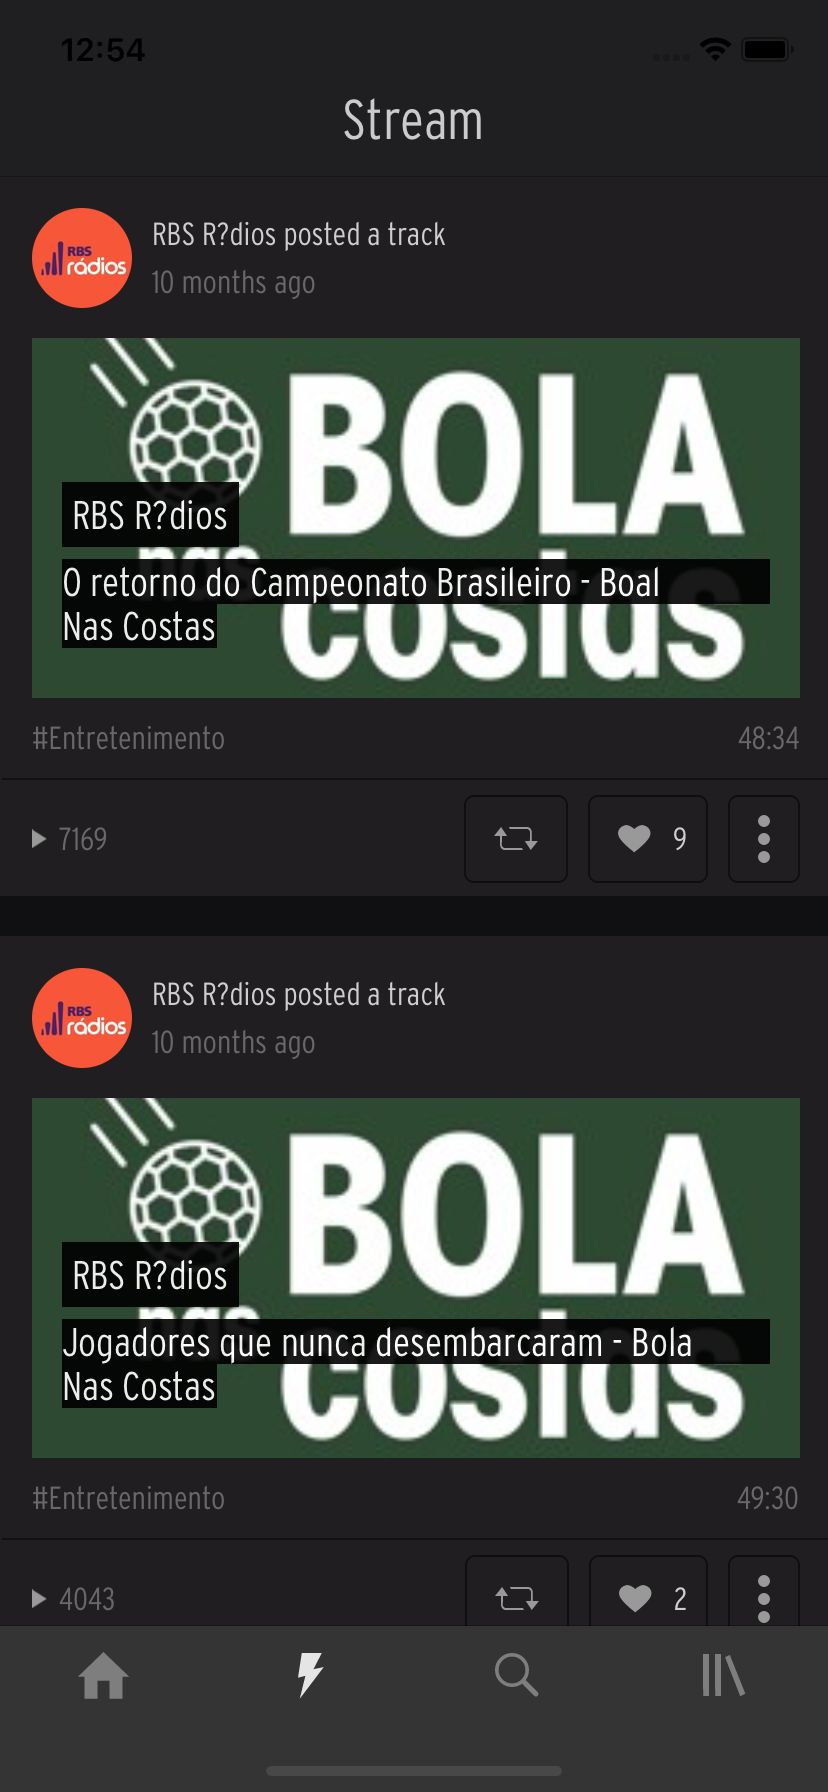 12:54
Stream
RBS
rádios
RBS R?dios posted a track
10 months ago
BOLA
RBS R?dios
nas
O retorno do Campeonato Brasileiro - Boal
Nas Costas
costas
#Entretenimento
48:34
7169
9
RBS
rádios
RBS R?dios posted a track
10 months ago
BOLA
RBS R?dios
nas
Jogadores que nunca desembarcaram - Bola
Nas Costas
costas
#Entretenimento
49:30
4043
2